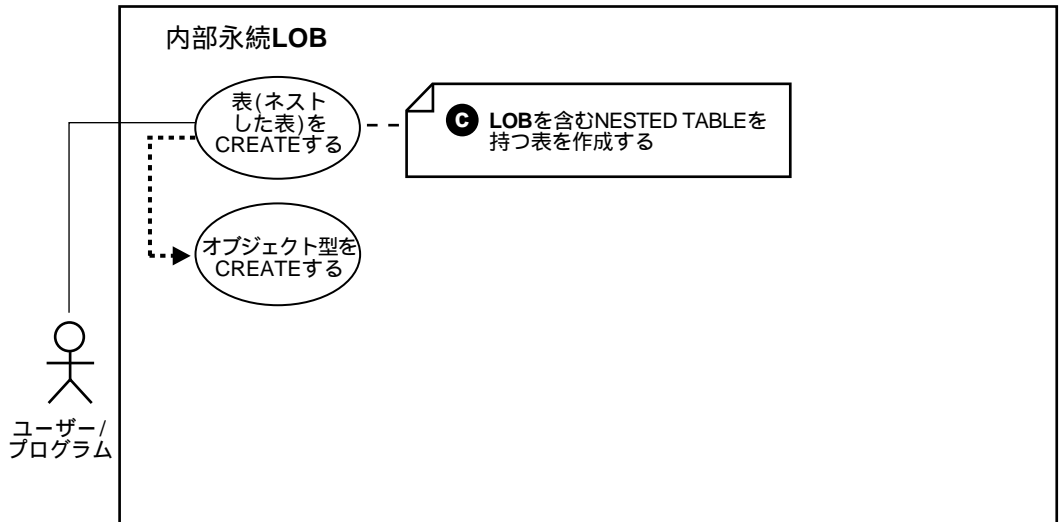 内部永続LOB
表(ネスト
した表)を
CREATEする
C LOBを含むNESTED TABLEを
持つ表を作成する
オブジェクト型を
CREATEする
ユーザー/
プログラム